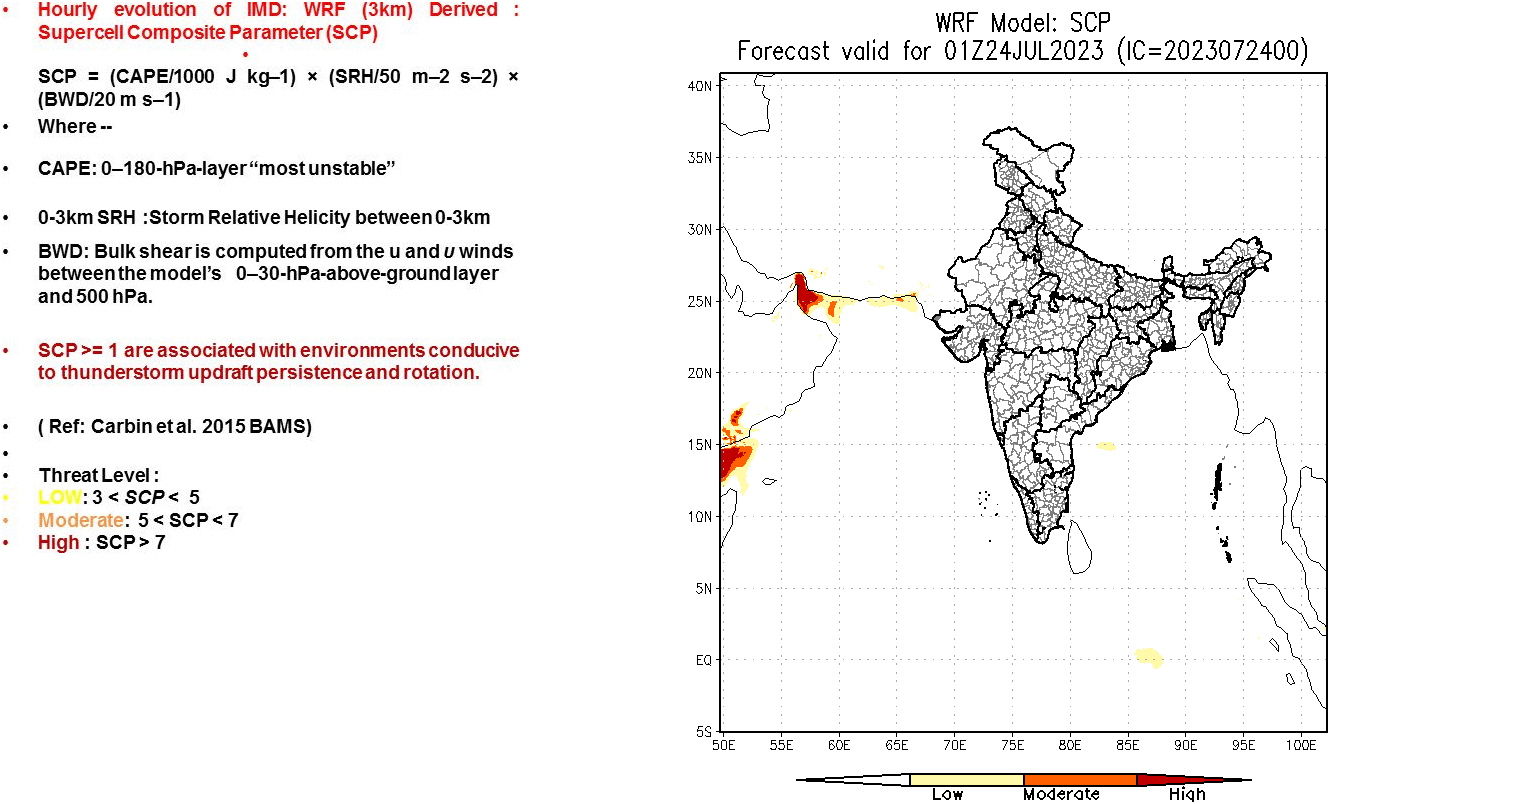 • Hourly evolution of IMD: WRF (3km) Derived :
Supercell Composite Parameter (SCP)
•
SCP = (CAPE/1000 J kg–1) × (SRH/50 m–2 s–2) ×
(BWD/20 m s–1)
• Where --
• CAPE: 0–180-hPa-layer “most unstable”
• 0-3km SRH :Storm Relative Helicity between 0-3km
• BWD: Bulk shear is computed from the u and υ winds
between the model’s 0–30-hPa-above-ground layer
and 500 hPa.
• SCP >= 1 are associated with environments conducive
to thunderstorm updraft persistence and rotation.
• ( Ref: Carbin et al. 2015 BAMS)
•
• Threat Level :
• LOW: 3 < SCP < 5
• Moderate: 5 < SCP < 7
• High : SCP > 7
WRF Model: SCP
Forecast valid for 01Z24JUL2023 (IC=2023072400)
40N
35N
30N
25N
20N
15N
10N
5N
EQ
5S
50E 55E 60E 65E 70E 75E 80E 85E 90E 95E 100E
Low Moderate High